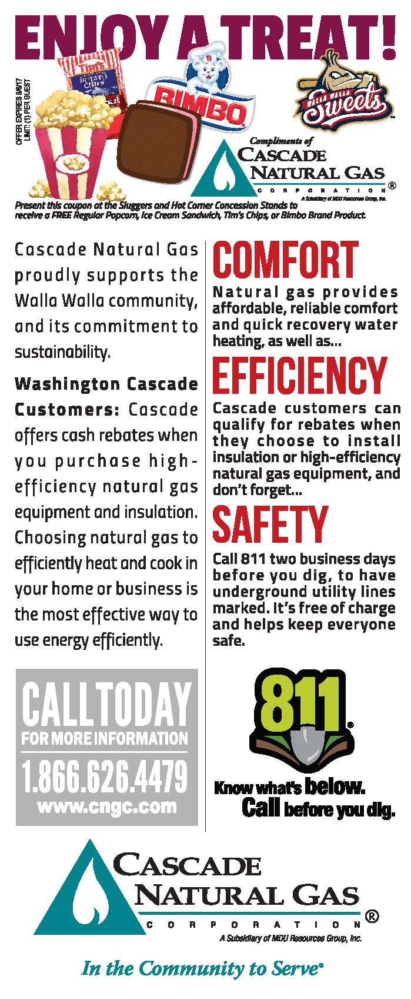 ENJOY A TREAT!
OFFER EXPIRES 9/6/17
LIMIT: (1) PER GUEST
Tim's
POTATO
CHIPS
B
BIMBO®
WALLA WALLA
Sweets™
Compliments of
CASCADE
NATURAL GAS
CORPORATION®
A Subsidiary of MDU Resources Group, Inc.
Present this coupon at the Sluggers and Hot Corner Concession Stands to
receive a FREE Regular Popcorn, Ice Cream Sandwich, Tim's Chips, or Bimbo Brand Product.
Cascade Natural Gas
proudly supports the
Walla Walla community,
and its commitment to
sustainability.
Washington Cascade
Customers: Cascade
offers cash rebates when
you purchase high-
efficiency natural gas
equipment and insulation.
Choosing natural gas to
efficiently heat and cook in
your home or business is
the most effective way to
use energy efficiently.
CALL TODAY
FOR MORE INFORMATION
1.866.626.4479
www.cngc.com
COMFORT
Natural gas provides
affordable, reliable comfort
and quick recovery water
heating, as well as...
EFFICIENCY
Cascade customers can
qualify for rebates when
they choose to install
insulation or high-efficiency
natural gas equipment, and
don't forget...
SAFETY
Call 811 two business days
before you dig, to have
underground utility lines
marked. It's free of charge
and helps keep everyone
safe.
811®
Know what's below.
Call before you dig.
CASCADE
NATURAL GAS
CORPORATION®
A Subsidiary of MDU Resources Group, Inc.
In the Community to Serve®